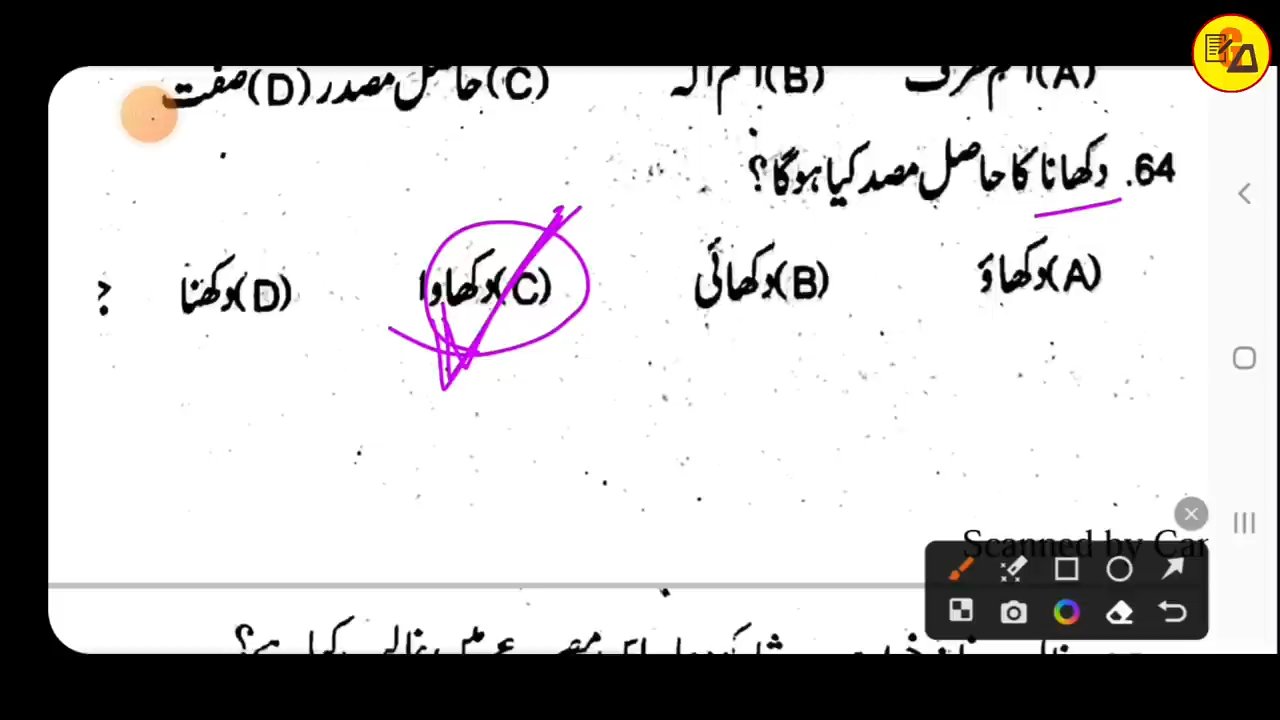 (A) اسم ظرف (B) اسم آلہ (C) حاصل مصدر (D) صفت
64. دکھانا کا حاصل مصدر کیا ہوگا؟
(A) دکھاؤ (B) دکھائی (C) دکھاوا (D) دکھنا
Scanned by Car